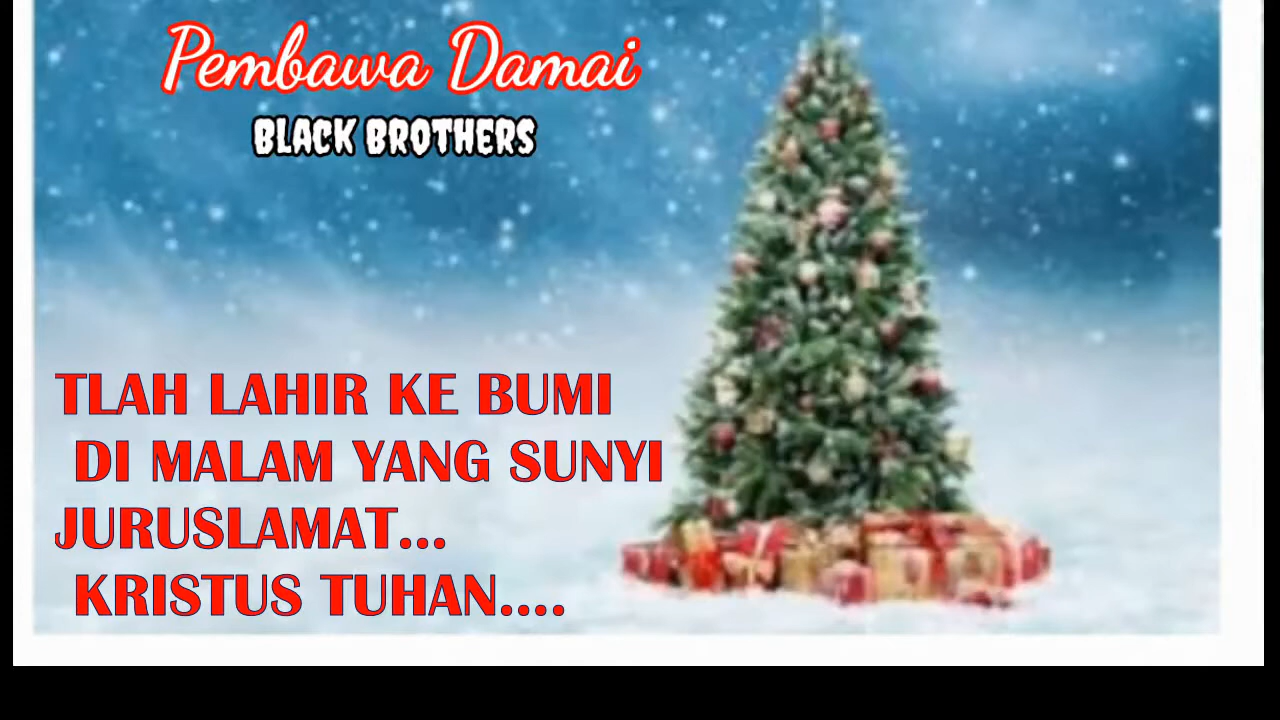 Pembawa Damai
BLACK BROTHERS
TLAH LAHIR KE BUMI
DI MALAM YANG SUNYI
JURUSLAMAT...
KRISTUS TUHAN....